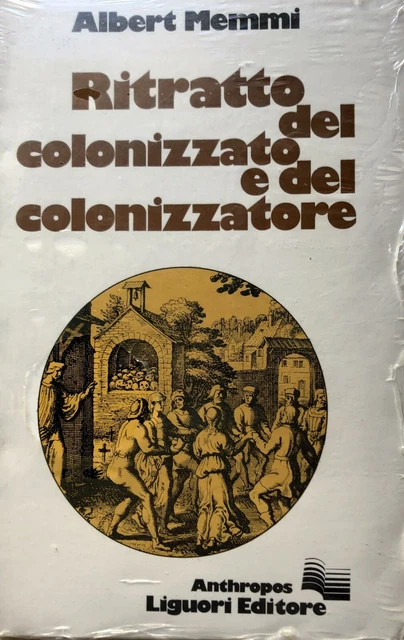 Albert Memmi
Ritratto
del
colonizzato
e del
colonizzatore
Anthropos
Liguori Editore